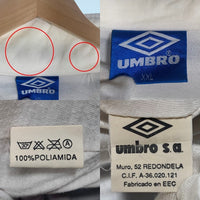 UMBRO
UMBRO
XXL
100%POLIAMIDA
umbro s.a.
Muro, 52 REDONDELA
C.I.F. A-36.020.121
Fabricado en EEC